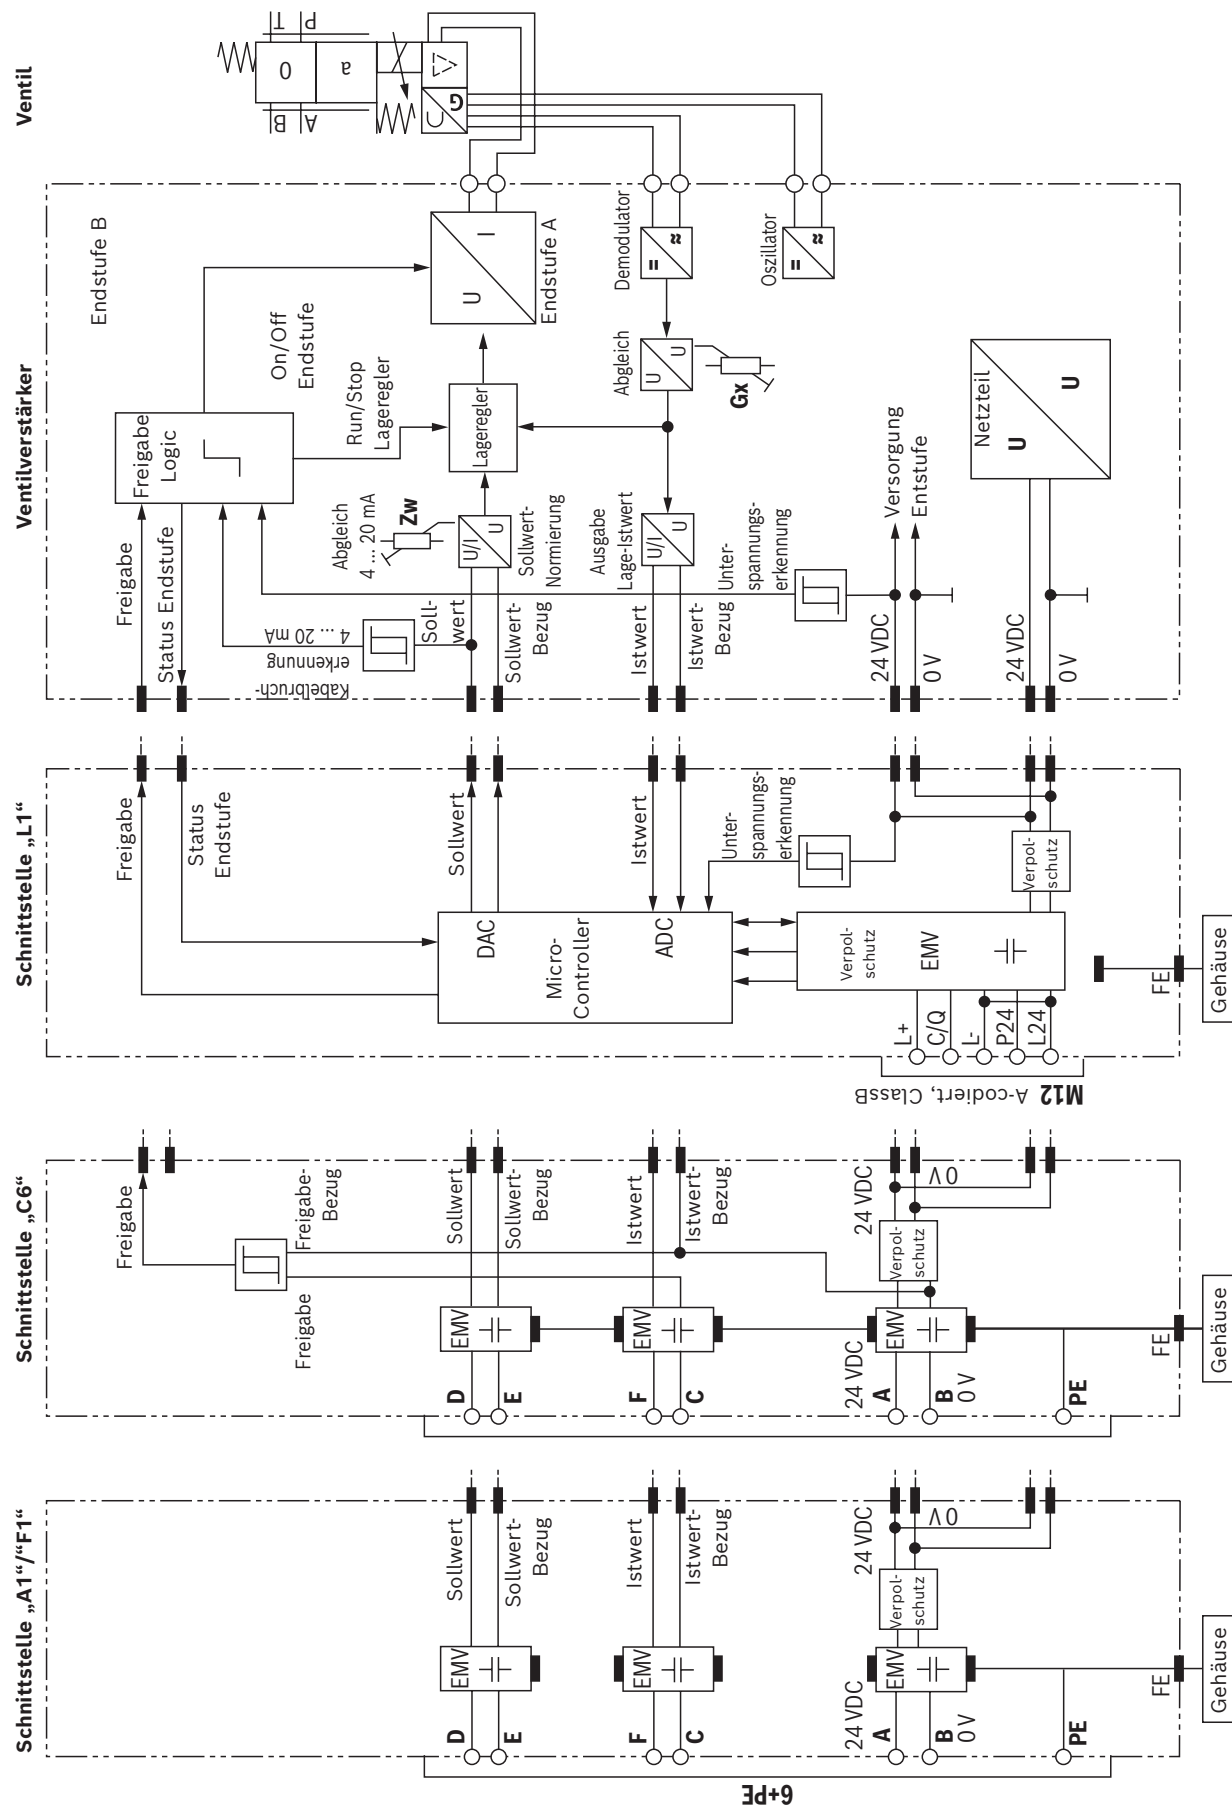 Schnittstelle „A1“/“F1“
Schnittstelle „C6“
Schnittstelle „L1“
Ventilverstärker
Ventil
6+PE
D
E
F
C
24 VDC
A
B
0 V
PE
EMV
EMV
EMV
Sollwert
Sollwert-
Bezug
Istwert
Istwert-
Bezug
Verpol-
schutz
24 VDC
0 V
FE
Gehäuse
D
E
F
C
24 VDC
A
B
0 V
PE
EMV
EMV
EMV
Freigabe
Freigabe
Freigabe-
Bezug
Sollwert
Sollwert-
Bezug
Istwert
Istwert-
Bezug
Verpol-
schutz
24 VDC
0 V
FE
Gehäuse
M12 A-codiert, ClassB
L+
C/Q
L-
P24
L24
Verpol-
schutz
EMV
Micro-
Controller
DAC
ADC
Freigabe
Status
Endstufe
Sollwert
Istwert
Unter-
spannungs-
erkennung
Verpol-
schutz
FE
Gehäuse
Freigabe
Status Endstufe
Kabelbruch-
erkennung
4 ... 20 mA
Soll-
wert
Sollwert-
Bezug
Istwert
Istwert-
Bezug
Unter-
spannungs-
erkennung
24 VDC
0 V
24 VDC
0 V
Freigabe
Logic
Abgleich
4 ... 20 mA
Zw
U/I
U
Sollwert-
Normierung
Ausgabe
Lage-Istwert
U/I
U
Versorgung
Entstufe
Netzteil
U
U
Run/Stop
Lageregler
Lageregler
On/Off
Endstufe
Abgleich
U
U
Gx
Endstufe B
U
I
Endstufe A
Demodulator
=
≈
Oszillator
=
≈
B
A
T
P
0
a
U
G